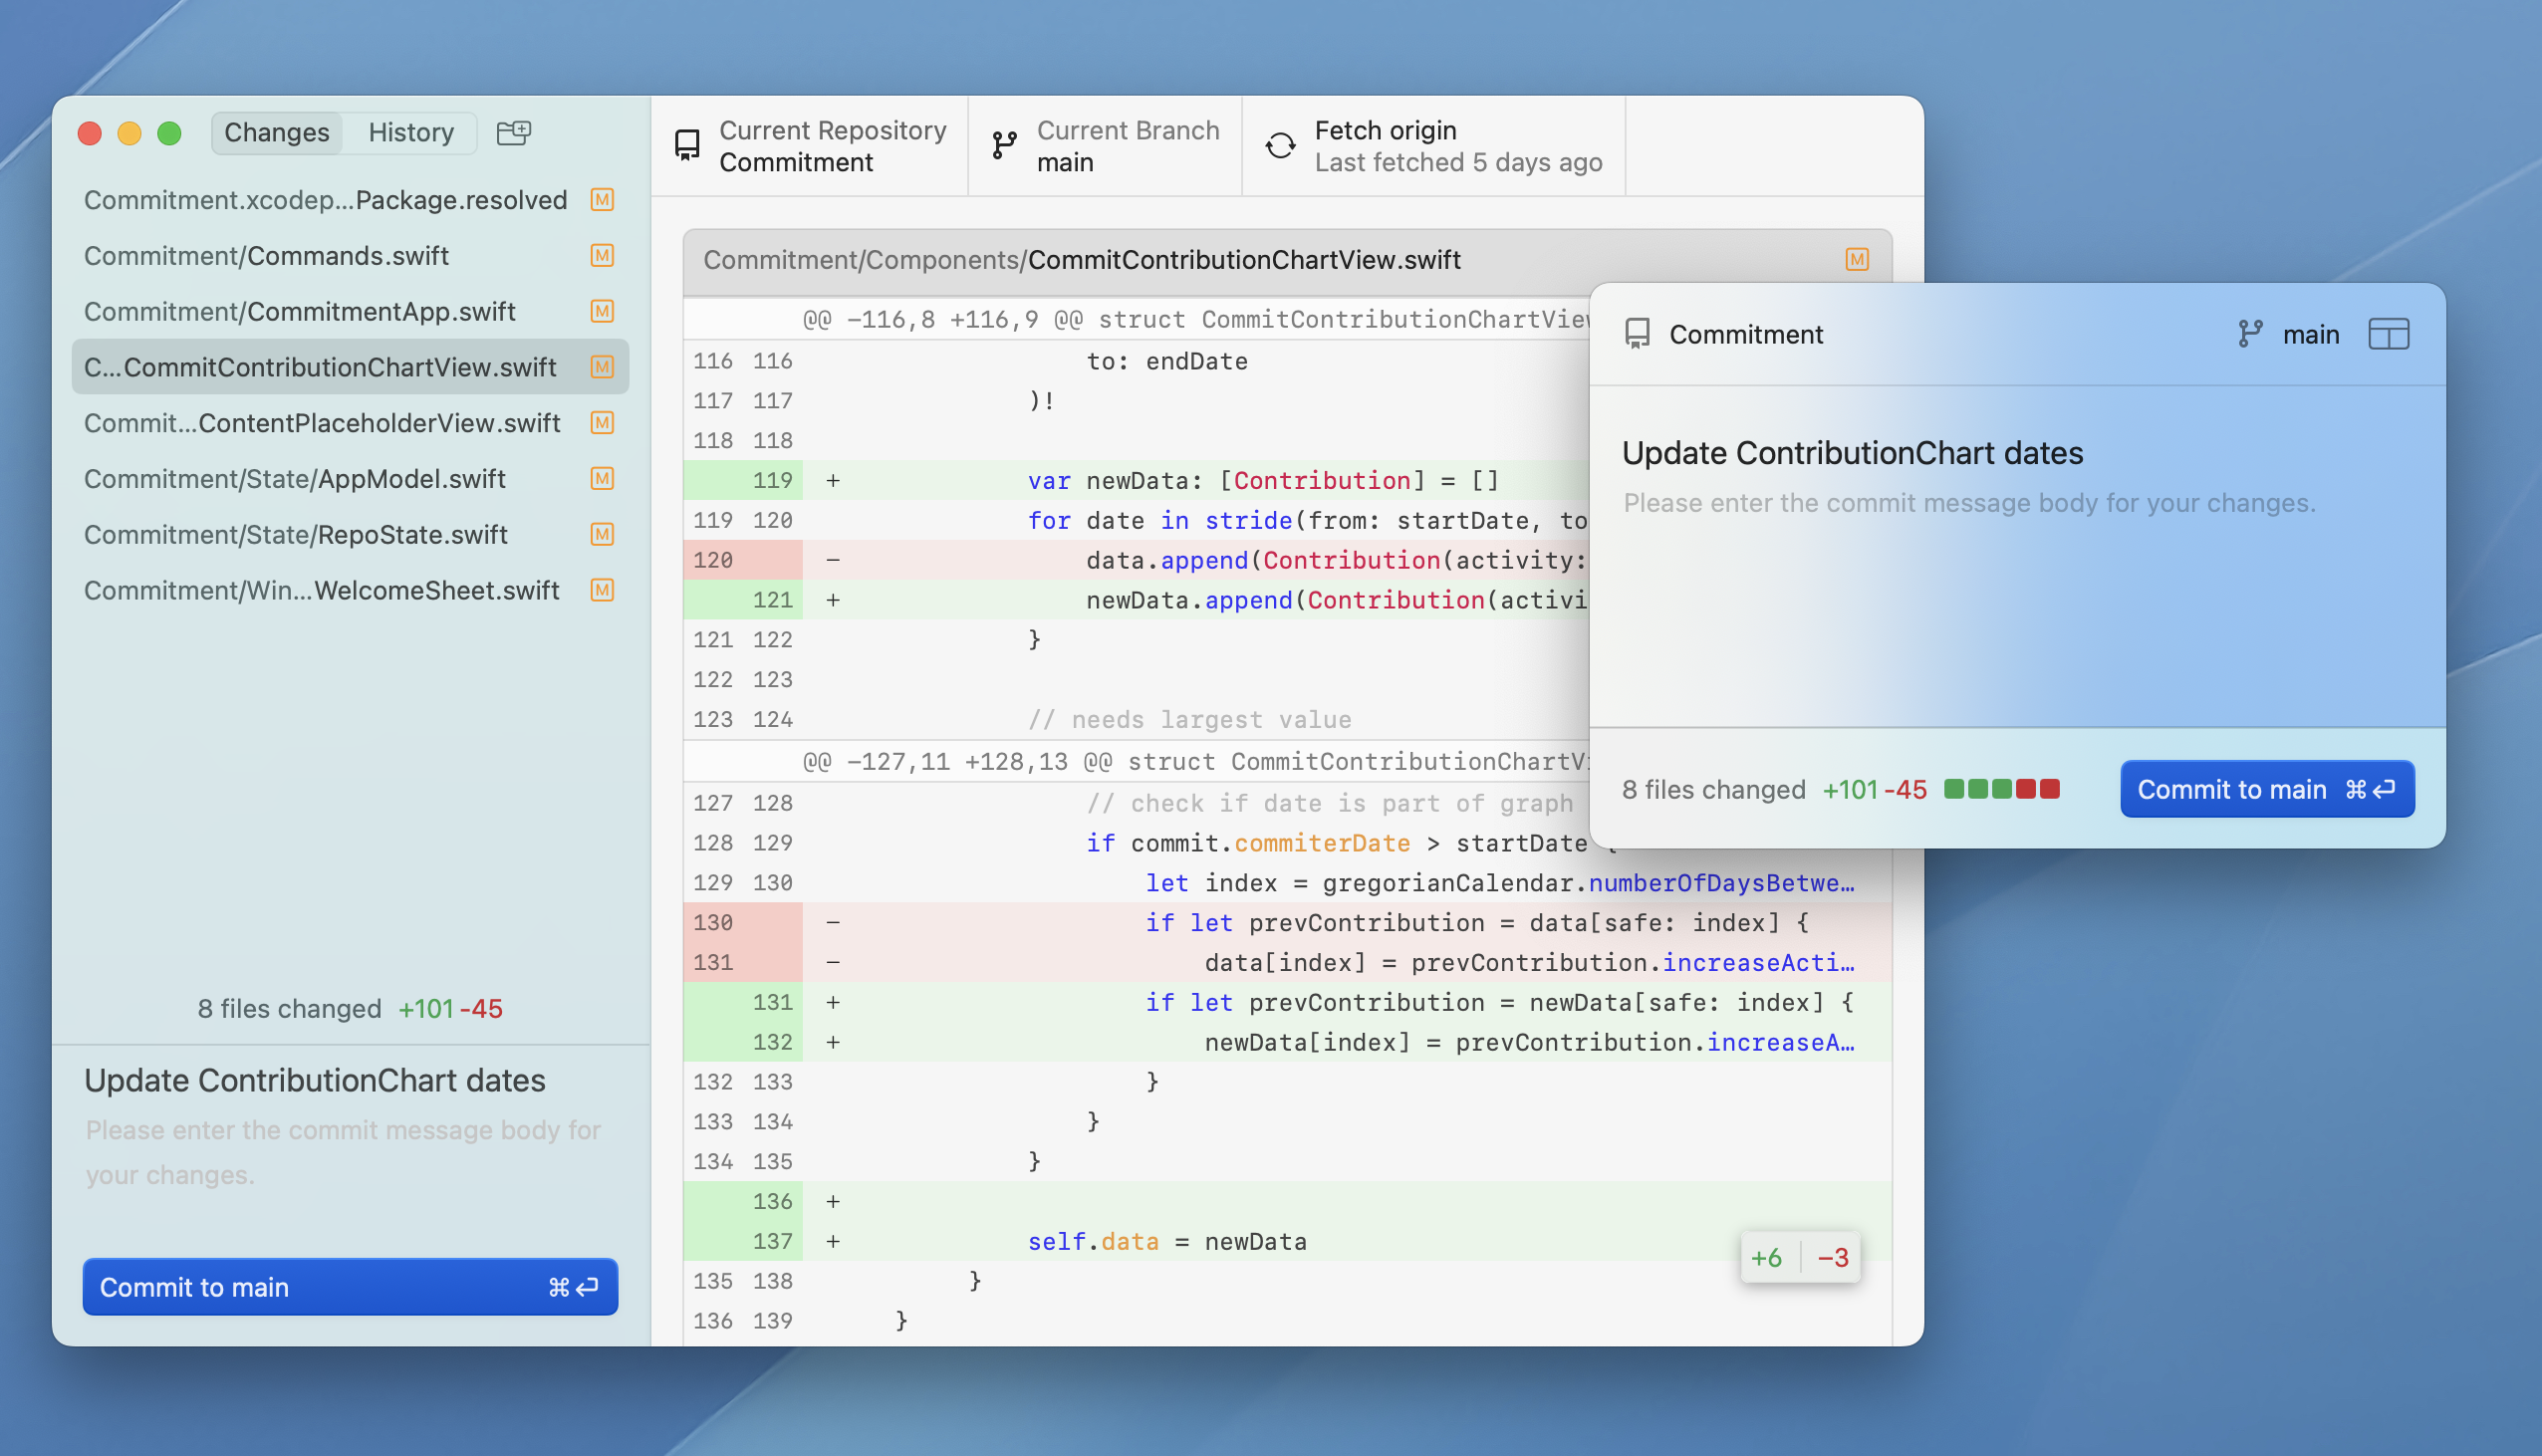 Changes History
Commitment.xcodep...Package.resolved M
Commitment/Commands.swift M
Commitment/CommitmentApp.swift M
C...CommitContributionChartView.swift M
Commit...ContentPlaceholderView.swift M
Commitment/State/AppModel.swift M
Commitment/State/RepoState.swift M
Commitment/Win...WelcomeSheet.swift M
8 files changed +101 -45
Update ContributionChart dates
Please enter the commit message body for
your changes.
Commit to main ⌘⏎
Current Repository
Commitment
Current Branch
main
Fetch origin
Last fetched 5 days ago
Commitment/Components/CommitContributionChartView.swift M
@@ −116,8 +116,9 @@ struct CommitContributionChartView
116 116 to: endDate
117 117 )!
118 118
119 + var newData: [Contribution] = []
119 120 for date in stride(from: startDate, to
120 − data.append(Contribution(activity:
121 + newData.append(Contribution(activi
121 122 }
122 123
123 124 // needs largest value
@@ −127,11 +128,13 @@ struct CommitContributionChartVi
127 128 // check if date is part of graph
128 129 if commit.commiterDate > startDate {
129 130 let index = gregorianCalendar.numberOfDaysBetwe…
130 − if let prevContribution = data[safe: index] {
131 − data[index] = prevContribution.increaseActi…
131 + if let prevContribution = newData[safe: index] {
132 + newData[index] = prevContribution.increaseA…
132 133 }
133 134 }
134 135 }
136 +
137 + self.data = newData
135 138 }
136 139 }
+6 −3
Commitment main
Update ContributionChart dates
Please enter the commit message body for your changes.
8 files changed +101 -45
Commit to main ⌘⏎